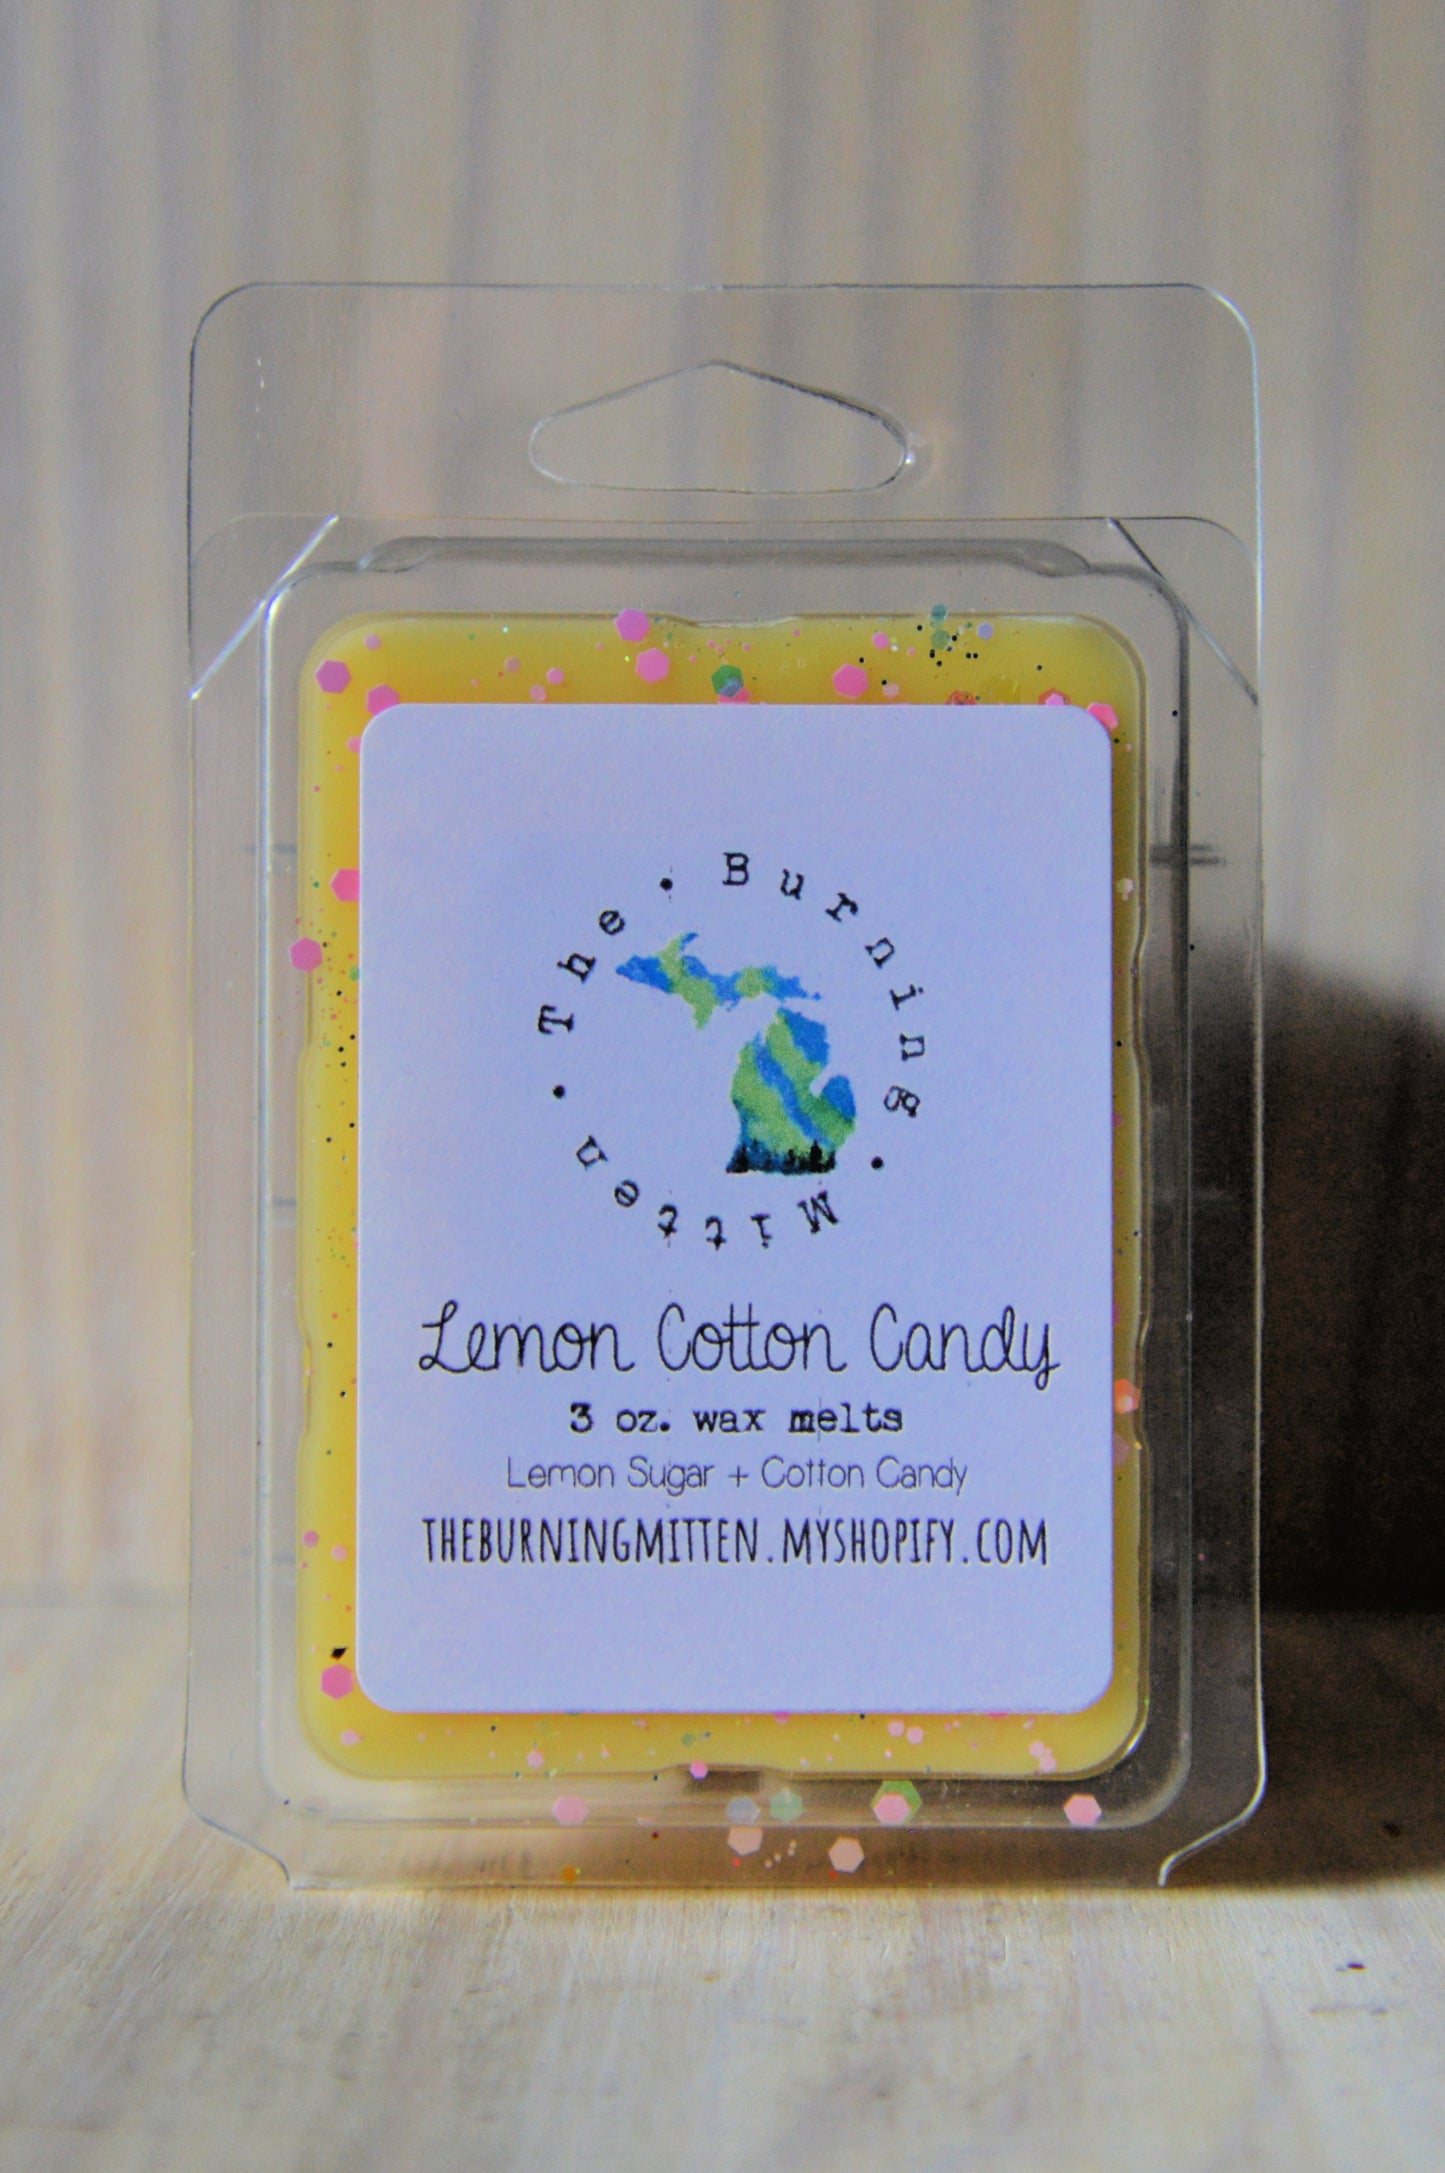 • The • Burning • Mitten
Lemon Cotton Candy
3 oz. wax melts
Lemon Sugar + Cotton Candy
THEBURNINGMITTEN.MYSHOPIFY.COM